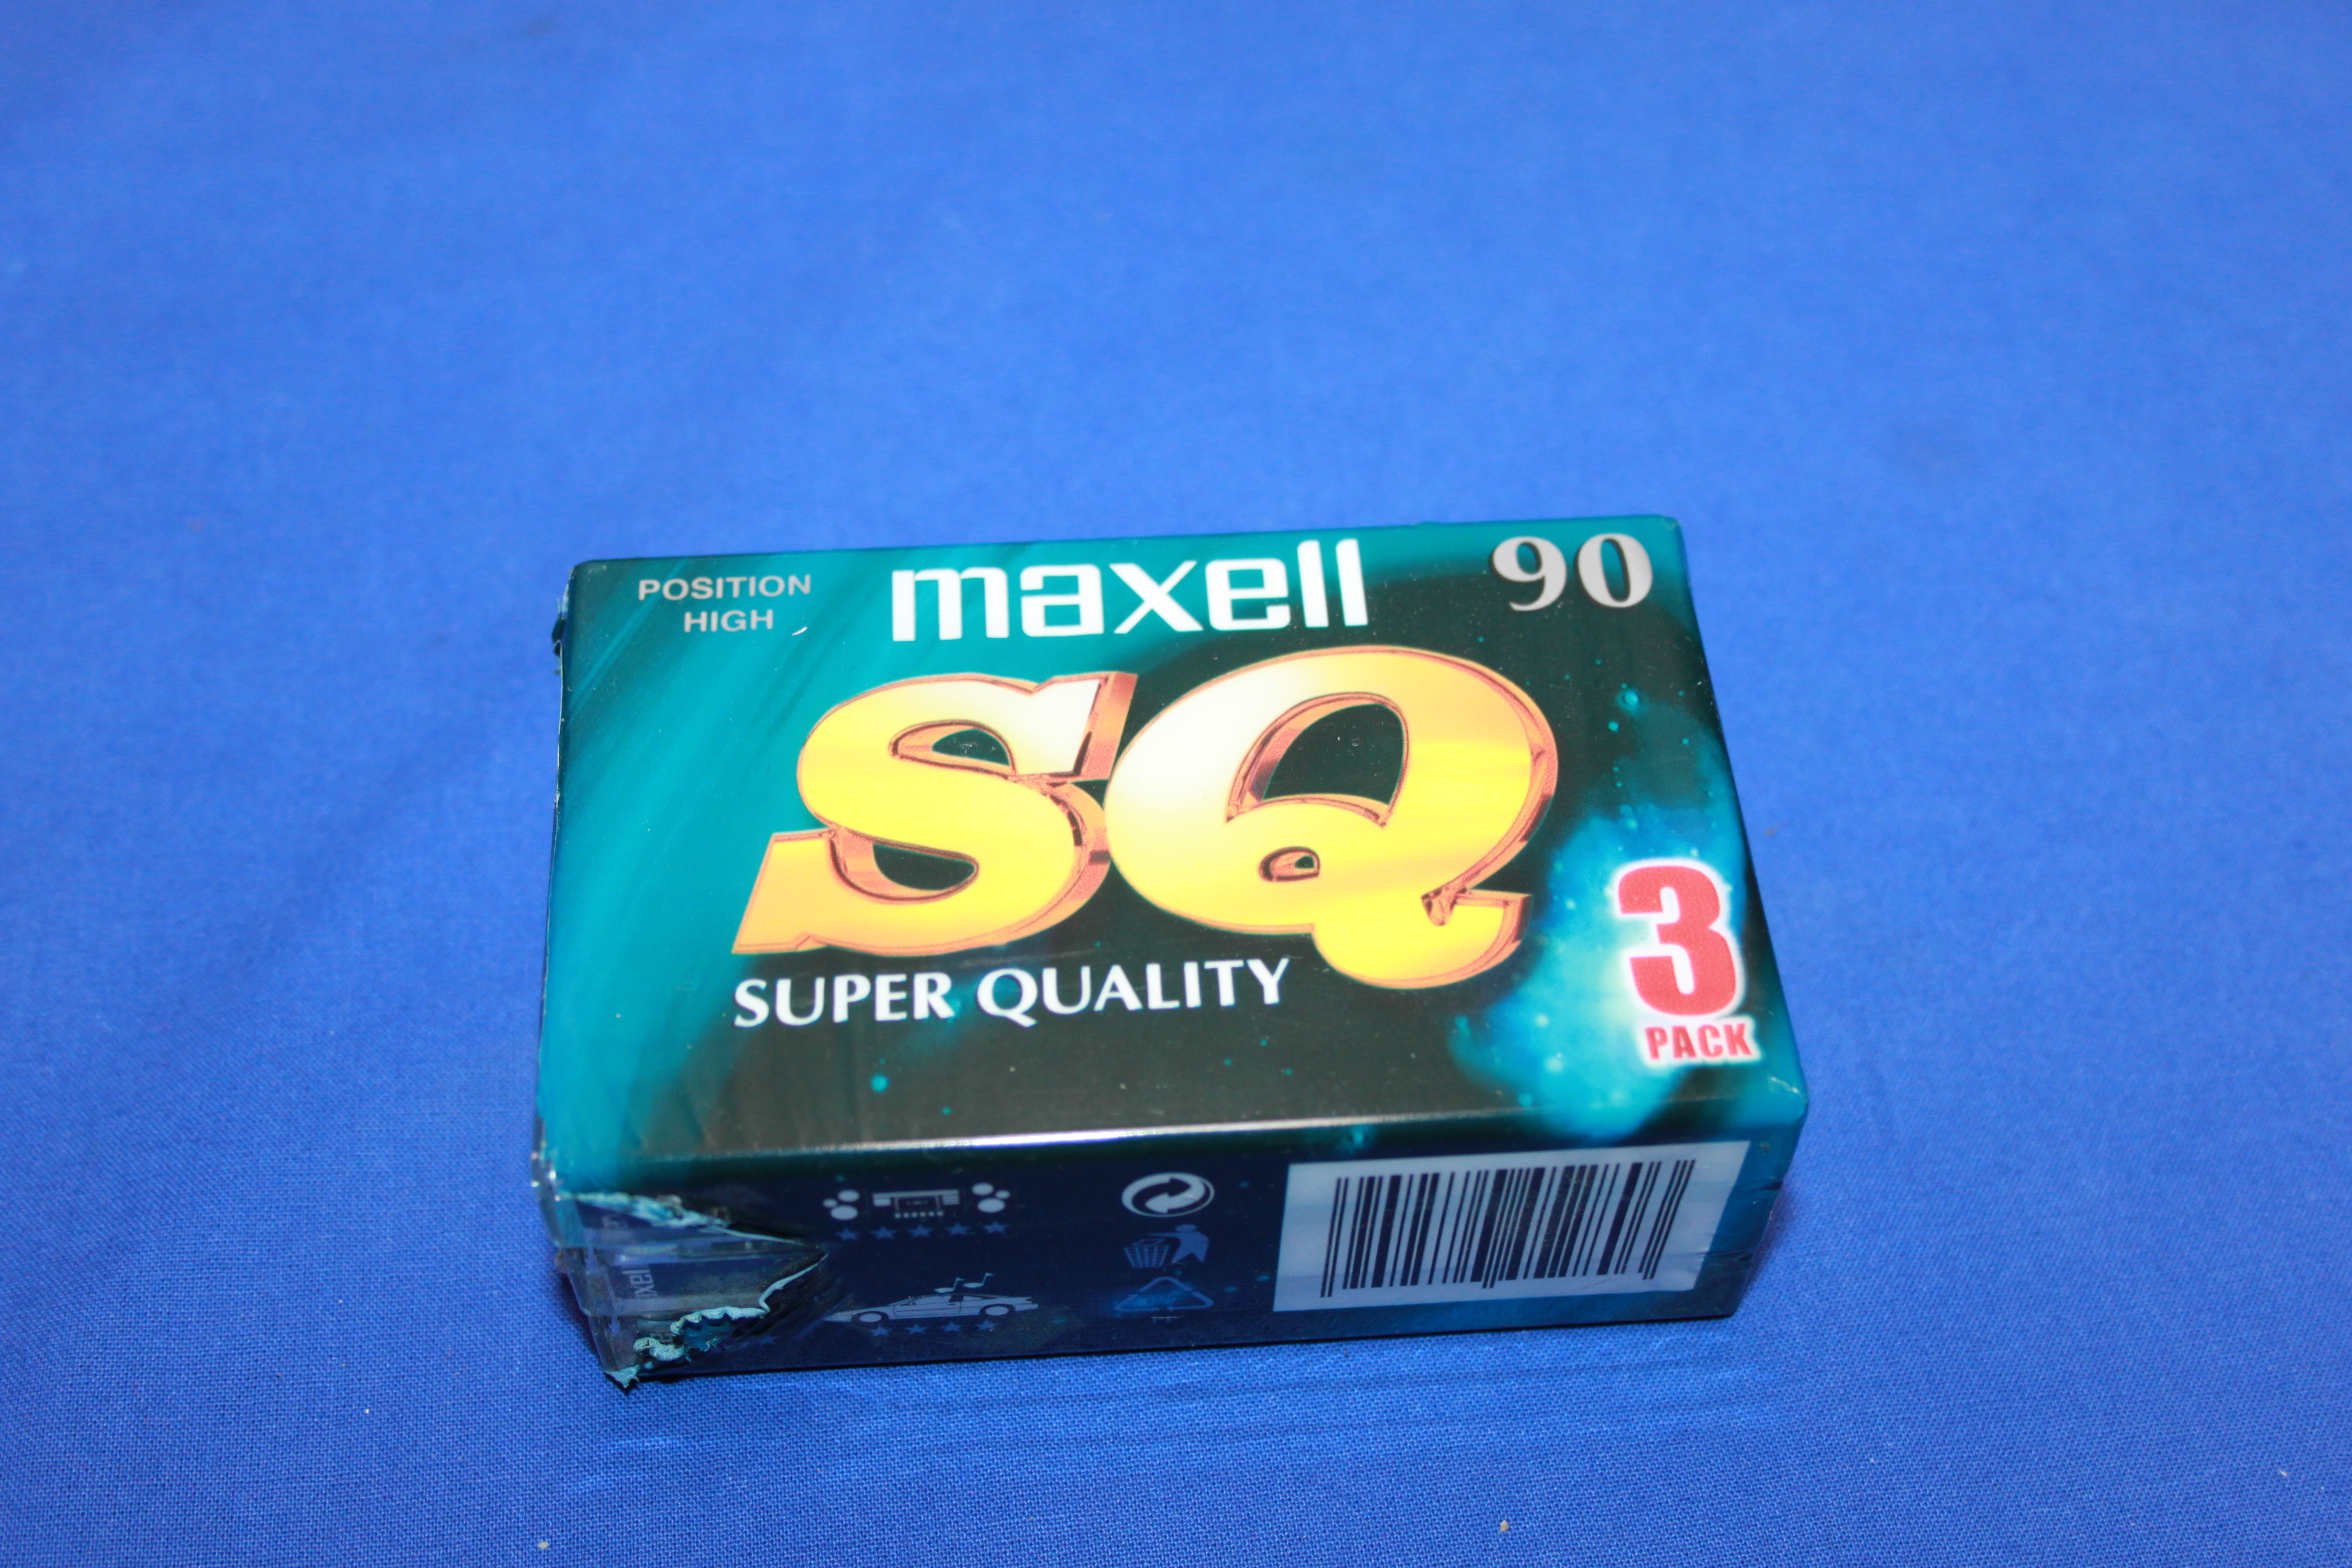 POSITION
HIGH
maxell
90
SQ
SUPER QUALITY
3
PACK